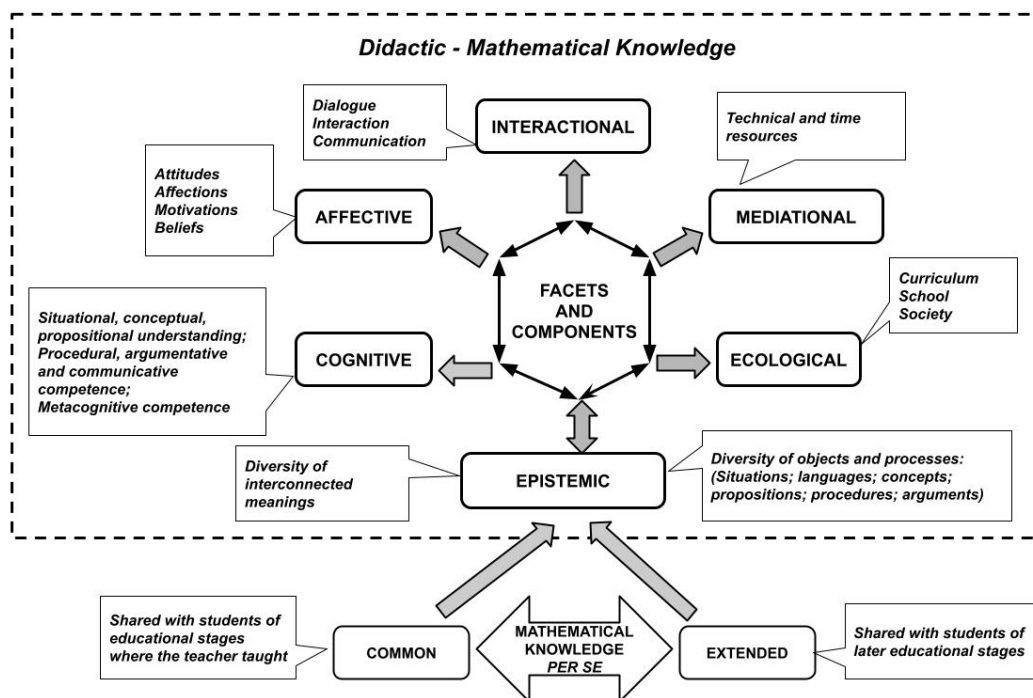 Didactic - Mathematical Knowledge
Dialogue
Interaction
Communication
INTERACTIONAL
Technical and time
resources
Attitudes
Affections
Motivations
Beliefs
AFFECTIVE
MEDIATIONAL
FACETS
AND
COMPONENTS
Curriculum
School
Society
Situational, conceptual,
propositional understanding;
Procedural, argumentative
and communicative
competence;
Metacognitive competence
COGNITIVE
ECOLOGICAL
Diversity of
interconnected
meanings
EPISTEMIC
Diversity of objects and processes:
(Situations; languages; concepts;
propositions; procedures; arguments)
Shared with students of
educational stages
where the teacher taught
COMMON
MATHEMATICAL
KNOWLEDGE
PER SE
EXTENDED
Shared with students of
later educational stages